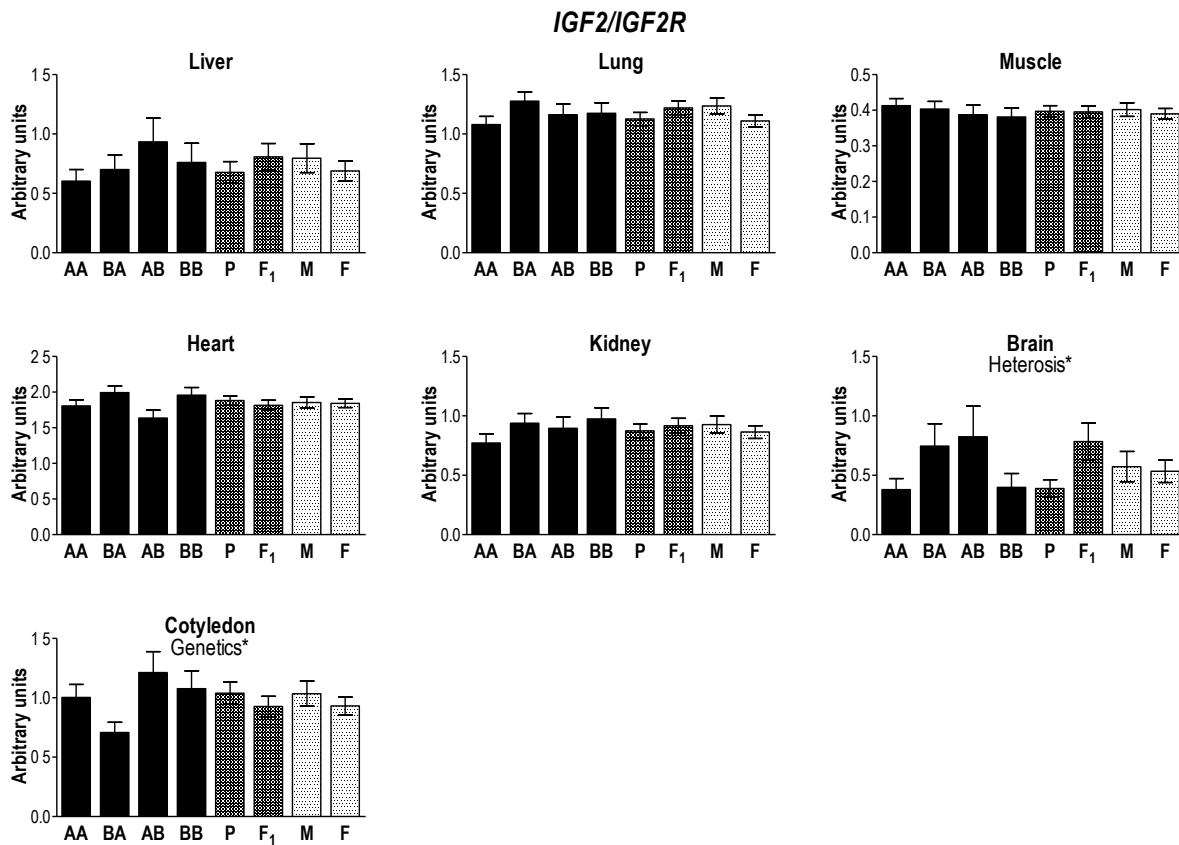 IGF2/IGF2R
Liver
Arbitrary units
1 5
1.0
0.5
0.0
AA BA AB BB P F₁ M F
Lung
Arbitrary units
1.5
1.0
0.5
0.0
AA BA AB BB P F₁ M F
Muscle
Arbitrary units
0.5
0.4
0.3
0.2
0.1
0.0
AA BA AB BB P F₁ M F
Heart
Arbitrary units
2 5
2.0
1.5
1.0
0.5
0.0
AA BA AB BB P F₁ M F
Kidney
Arbitrary units
1.5
1.0
0.5
0.0
AA BA AB BB P F₁ M F
Brain
Heterosis*
Arbitrary units
1.5
1.0
0.5
0.0
AA BA AB BB P F₁ M F
Cotyledon
Genetics*
Arbitrary units
1 5
1.0
0 5
0.0
AA BA AB BB P F₁ M F